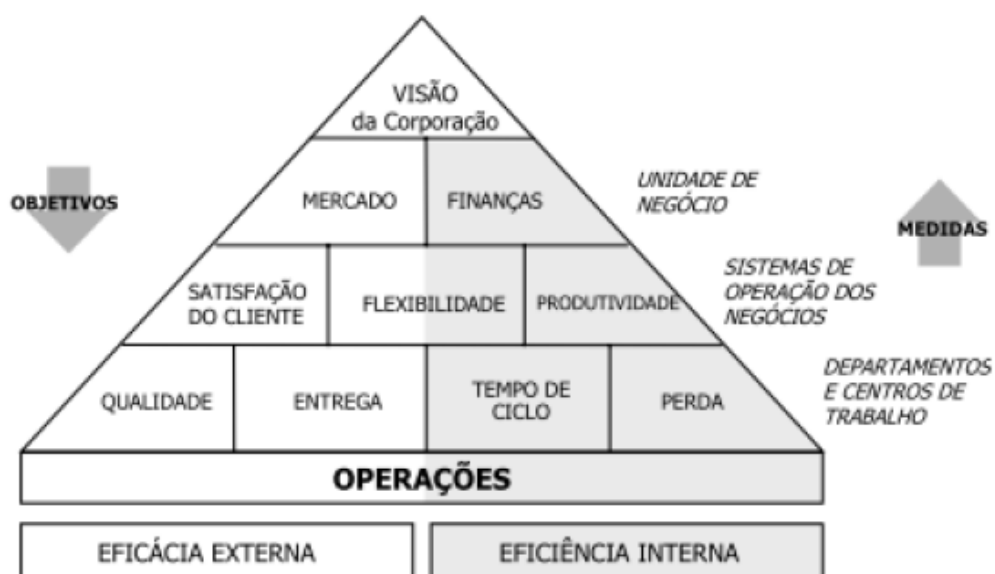 VISÃO
da Corporação
OBJETIVOS
MERCADO
FINANÇAS
UNIDADE DE
NEGÓCIO
MEDIDAS
SATISFAÇÃO
DO CLIENTE
FLEXIBILIDADE
PRODUTIVIDADE
SISTEMAS DE
OPERAÇÃO DOS
NEGÓCIOS
QUALIDADE
ENTREGA
TEMPO DE
CICLO
PERDA
DEPARTAMENTOS
E CENTROS DE
TRABALHO
OPERAÇÕES
EFICÁCIA EXTERNA
EFICIÊNCIA INTERNA